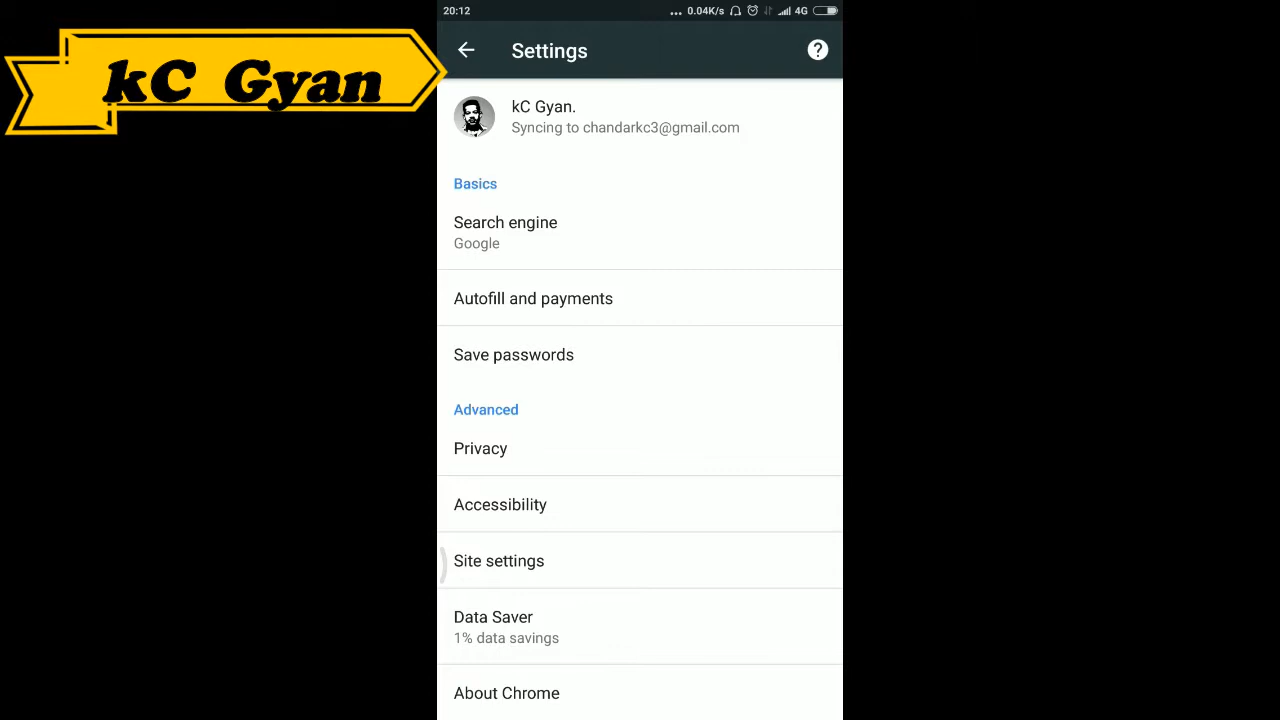 20:12
... 0.04K/s 4G
kC Gyan
Settings
?
kC Gyan.
Syncing to chandarkc3@gmail.com
Basics
Search engine
Google
Autofill and payments
Save passwords
Advanced
Privacy
Accessibility
Site settings
Data Saver
1% data savings
About Chrome